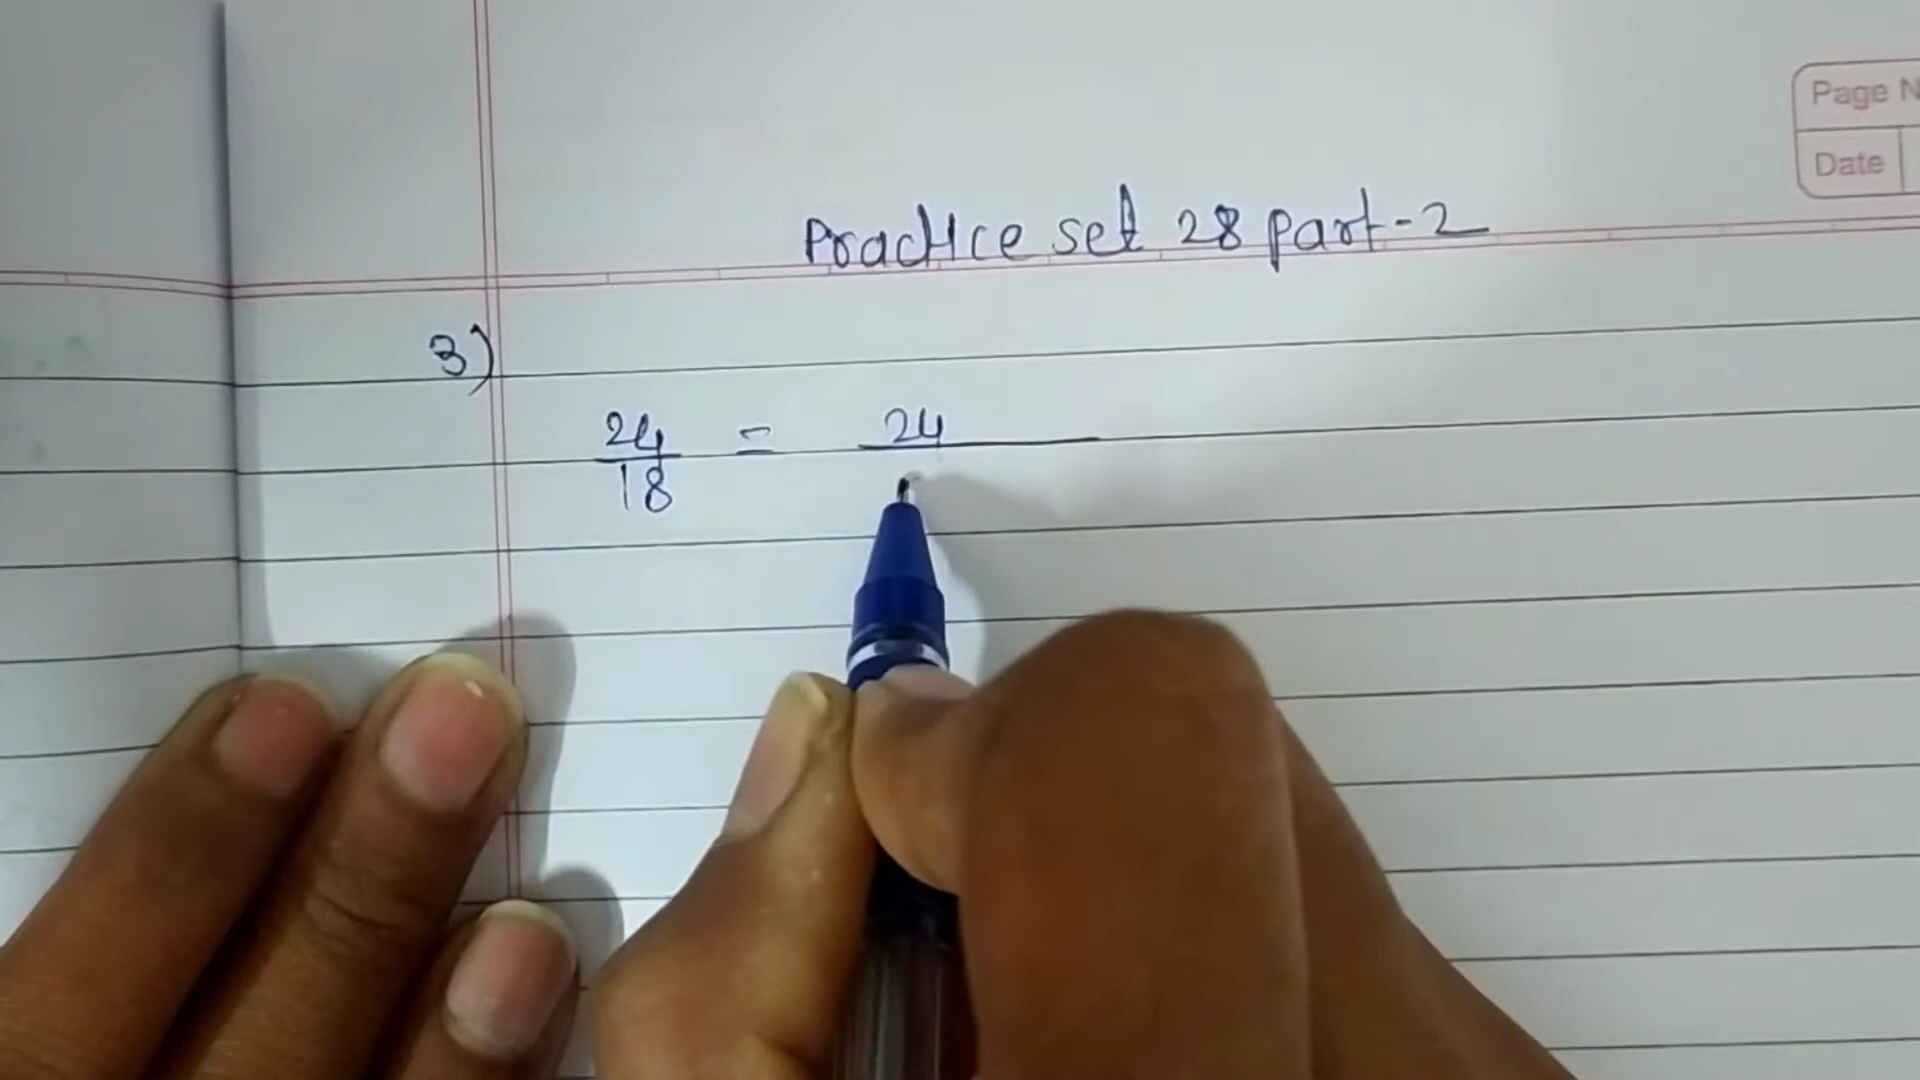 Page N
Date
Practice set 28 part-2
3)
24/18 = 24